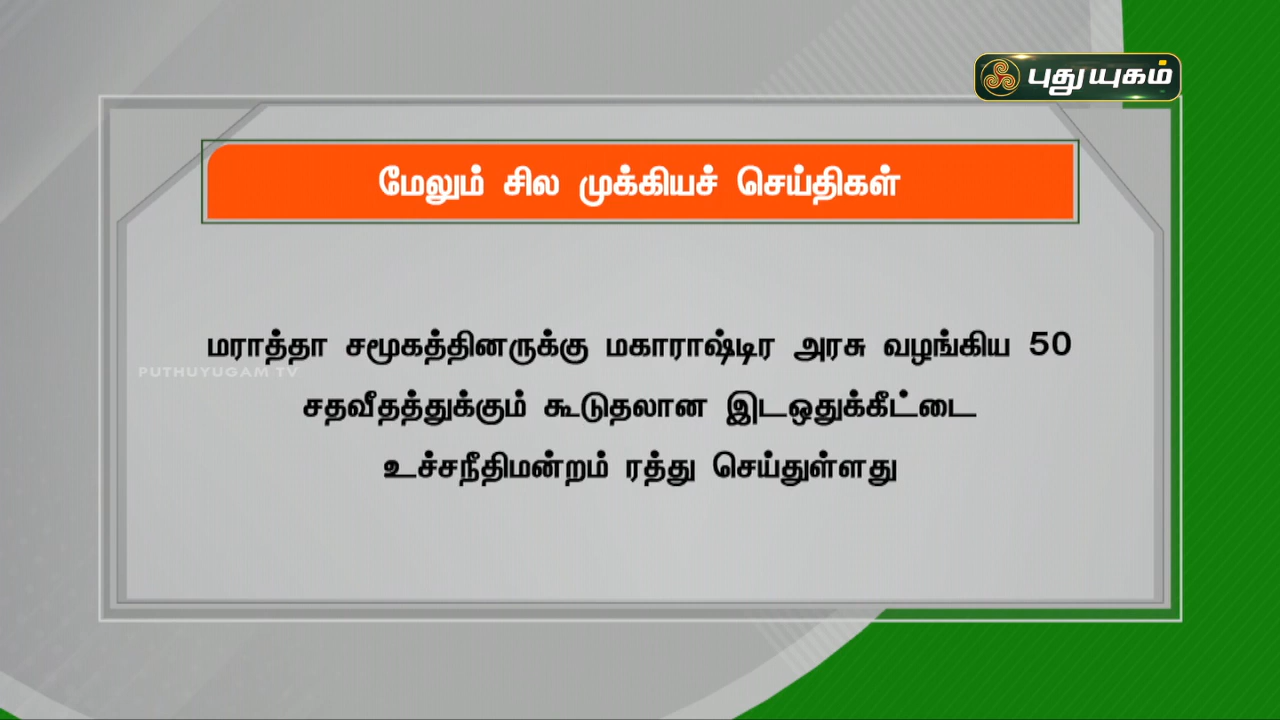 புதுயுகம்
மேலும் சில முக்கியச் செய்திகள்
மராத்தா சமூகத்தினருக்கு மகாராஷ்டிர அரசு வழங்கிய 50
PUTHUYUGAM TV
சதவீதத்துக்கும் கூடுதலான இடஒதுக்கீட்டை
உச்சநீதிமன்றம் ரத்து செய்துள்ளது